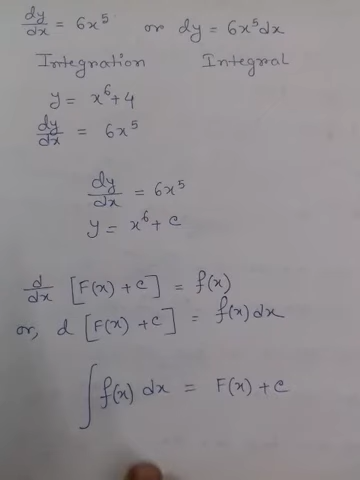 dy/dx = 6x⁵ or dy = 6x⁵dx
Integration Integral
y = x⁶+4
dy/dx = 6x⁵
dy/dx = 6x⁵
y = x⁶ + c
d/dx [F(x) + c] = f(x)
or, d [F(x) + c] = f(x) dx
∫ f(x) dx = F(x) + c